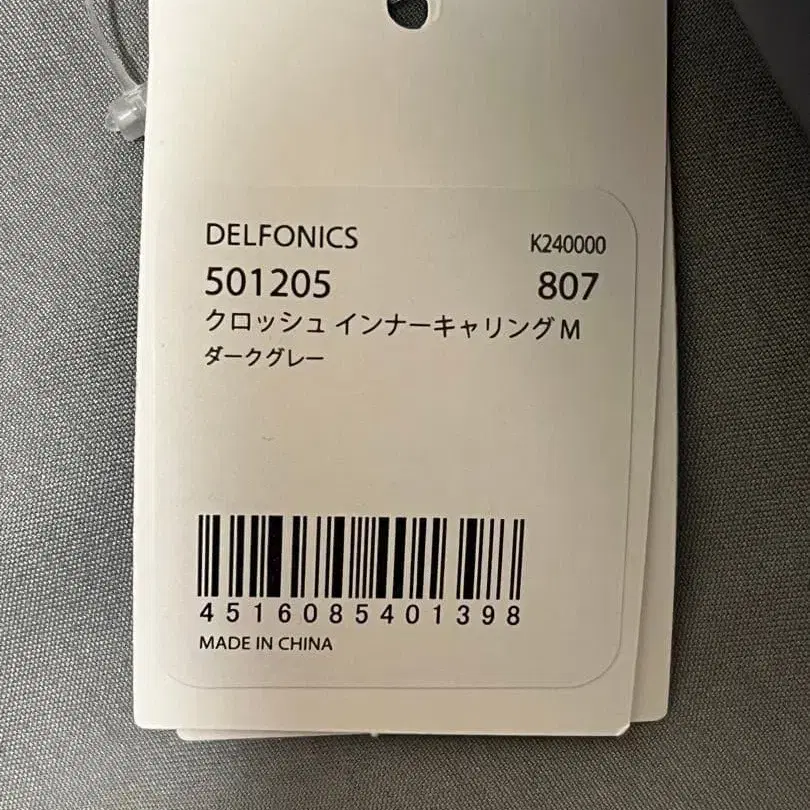 DELFONICS K240000
501205 807
クロッシュ インナーキャリング M
ダークグレー
4516085401398
MADE IN CHINA